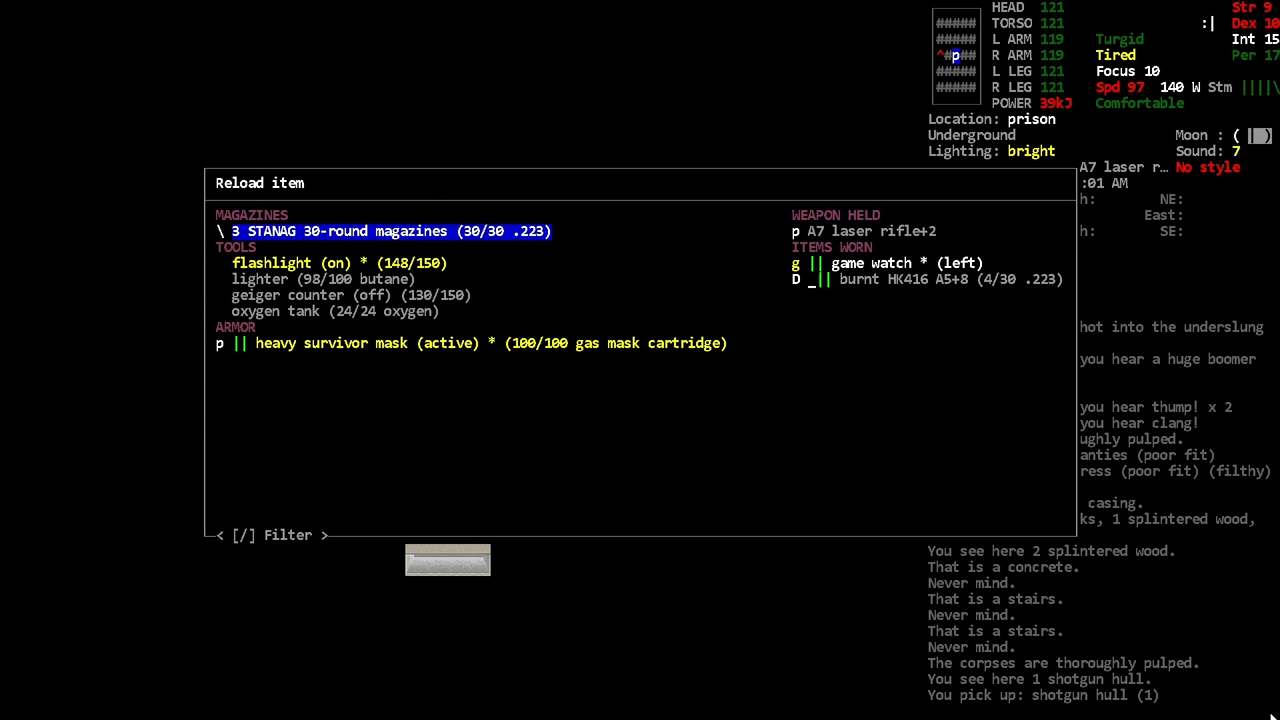 HEAD 121 Str 9
##### TORSO 121 :| Dex 10
##### L ARM 119 Turgid Int 15
^#p## R ARM 119 Tired Per 17
##### L LEG 121 Focus 10
##### R LEG 121 Spd 97 140 W Stm ||||\
POWER 39kJ Comfortable
Location: prison
Underground Moon : ( | )
Lighting: bright Sound: 7
A7 laser r… No style
Reload item :01 AM
h: NE:
MAGAZINES WEAPON HELD East:
\ 3 STANAG 30-round magazines (30/30 .223) p A7 laser rifle+2 h: SE:
TOOLS ITEMS WORN
flashlight (on) * (148/150) g || game watch * (left)
lighter (98/100 butane) D _|| burnt HK416 A5+8 (4/30 .223)
geiger counter (off) (130/150)
oxygen tank (24/24 oxygen)
ARMOR hot into the underslung
p || heavy survivor mask (active) * (100/100 gas mask cartridge)
you hear a huge boomer
you hear thump! x 2
you hear clang!
ughly pulped.
anties (poor fit)
ress (poor fit) (filthy)
casing.
ks, 1 splintered wood,
< [/] Filter >
You see here 2 splintered wood.
That is a concrete.
Never mind.
That is a stairs.
Never mind.
That is a stairs.
Never mind.
The corpses are thoroughly pulped.
You see here 1 shotgun hull.
You pick up: shotgun hull (1)